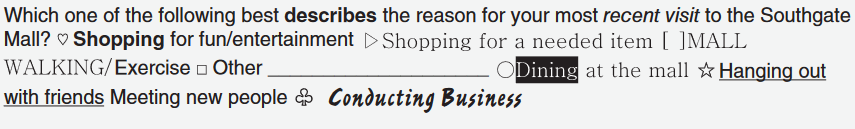 Which one of the following best describes the reason for your most recent visit to the Southgate
Mall? ♡ Shopping for fun/entertainment ▷ Shopping for a needed item [ ]MALL
WALKING/Exercise □ Other ______________________ ○Dining at the mall ☆ Hanging out
with friends Meeting new people ♧ Conducting Business